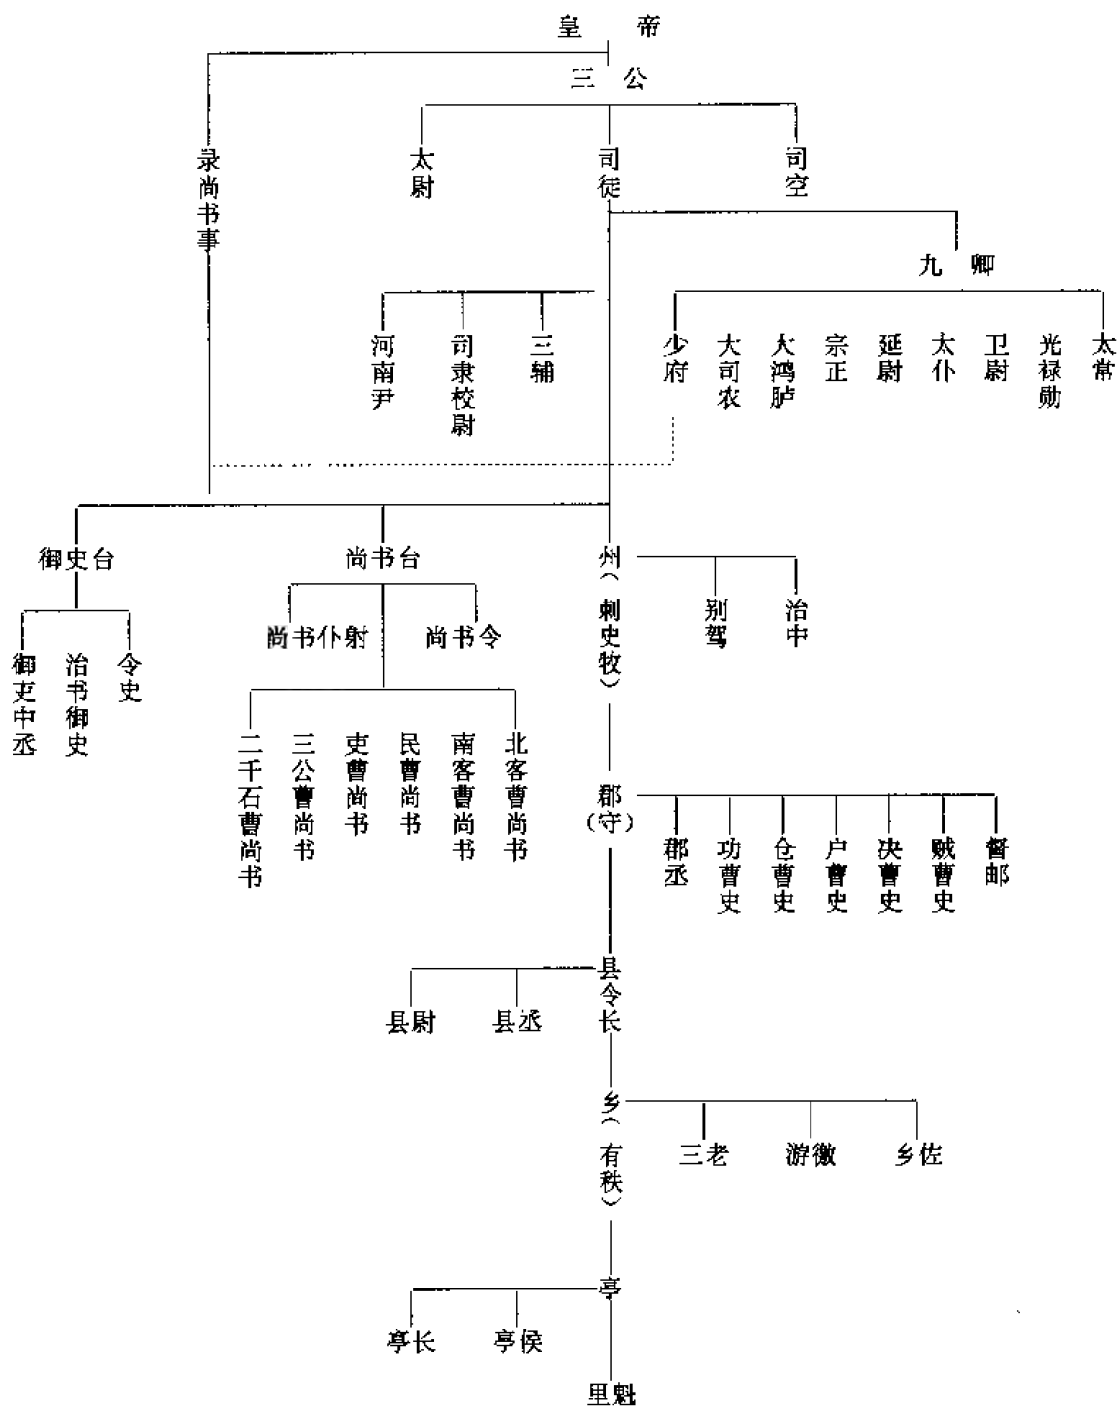 皇 帝
三 公
录尚书事
太尉
司徒
司空
九 卿
河南尹
司隶校尉
三辅
少府
大司农
大鸿胪
宗正
延尉
太仆
卫尉
光禄勋
太常
御史台
尚书台
州(刺史牧)
别驾
治中
尚书仆射
尚书令
御史中丞
治书御史
令史
二千石曹尚书
三公曹尚书
吏曹尚书
民曹尚书
南客曹尚书
北客曹尚书
郡(守)
郡丞
功曹史
仓曹史
户曹史
决曹史
贼曹史
督邮
县令长
县尉
县丞
乡(有秩)
三老
游徼
乡佐
亭
亭长
亭侯
里魁